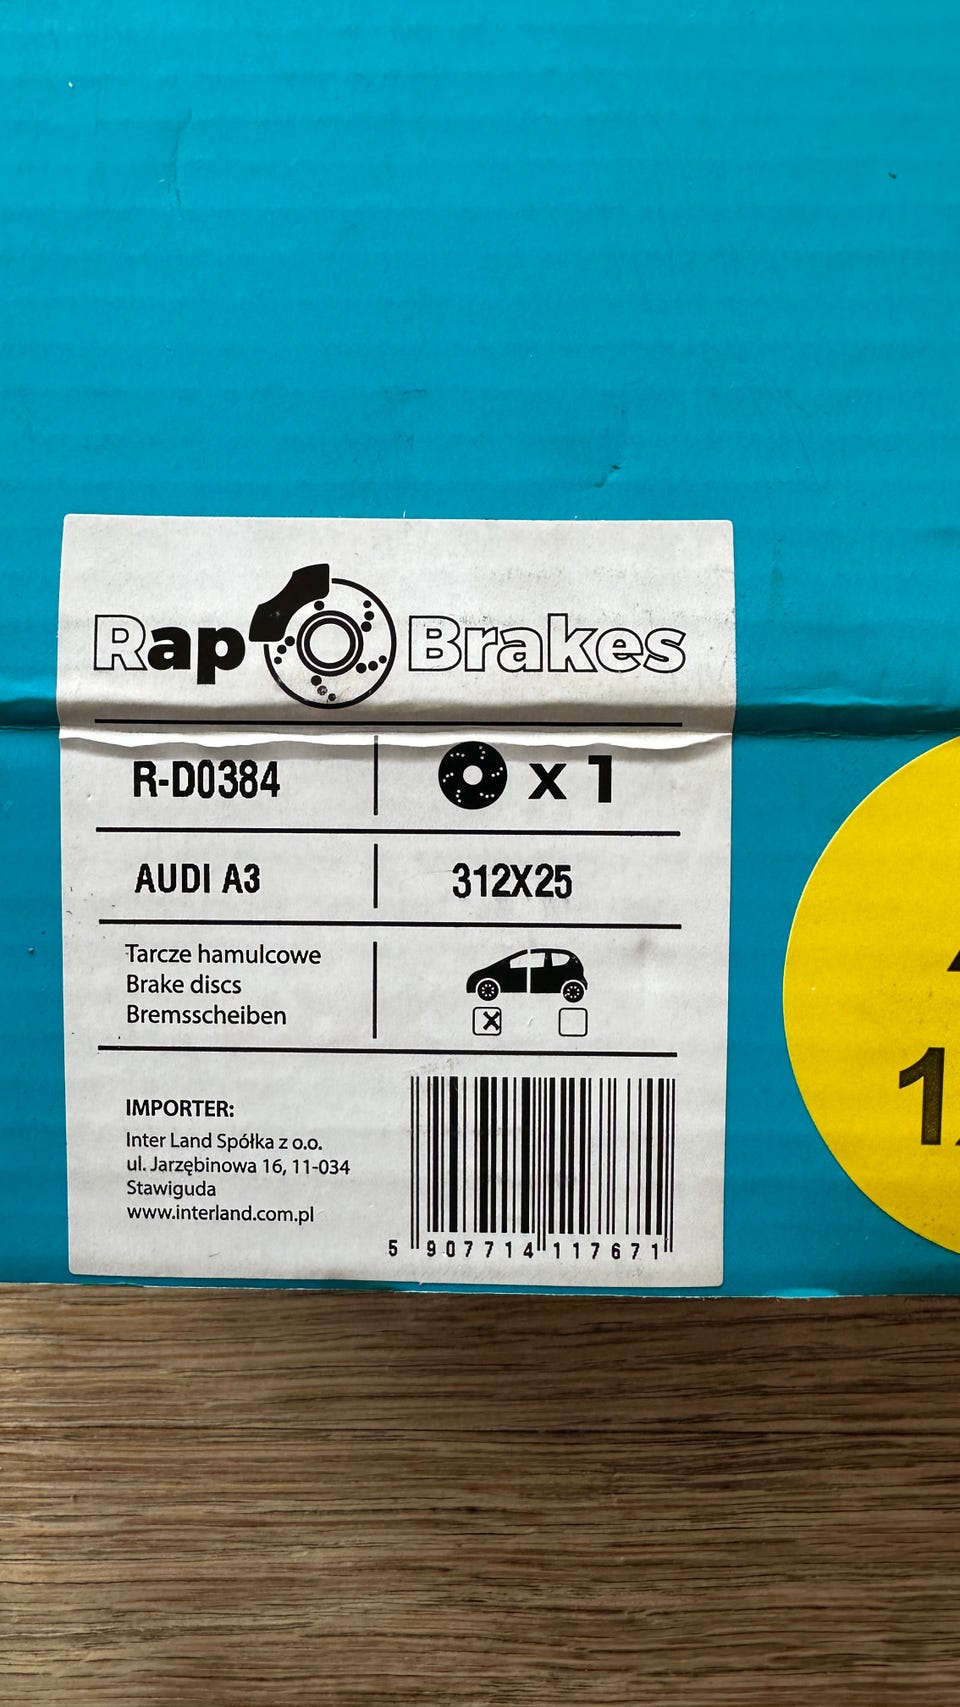 Rap Brakes
R-D0384
x 1
AUDI A3
312X25
Tarcze hamulcowe
Brake discs
Bremsscheiben
X
IMPORTER:
Inter Land Spółka z o.o.
ul. Jarzębinowa 16, 11-034
Stawiguda
www.interland.com.pl
5 907714 117671
1